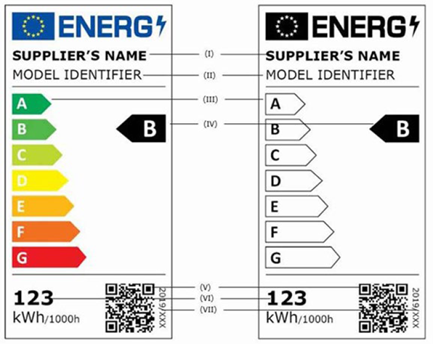 ENERG
SUPPLIER'S NAME
MODEL IDENTIFIER
A
B
B
C
D
E
F
G
123
kWh/1000h
2019/XXX
(I)
(II)
(III)
(IV)
(V)
(VI)
(VII)
ENERG
SUPPLIER'S NAME
MODEL IDENTIFIER
A
B
B
C
D
E
F
G
123
kWh/1000h
2019/XXX